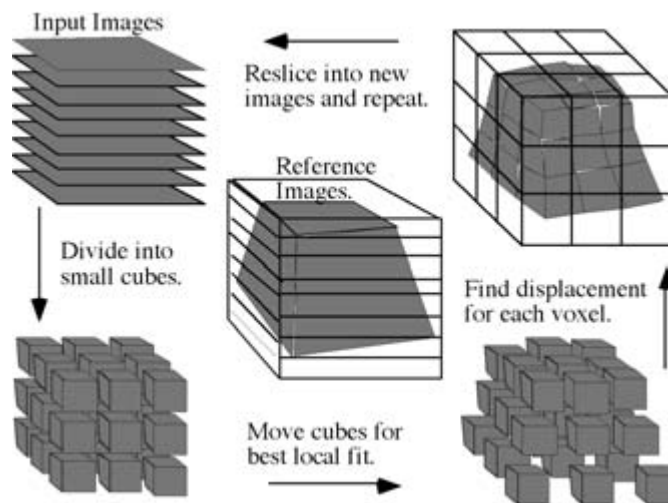 Input Images
Reslice into new
images and repeat.
Reference
Images.
Divide into
small cubes.
Find displacement
for each voxel.
Move cubes for
best local fit.